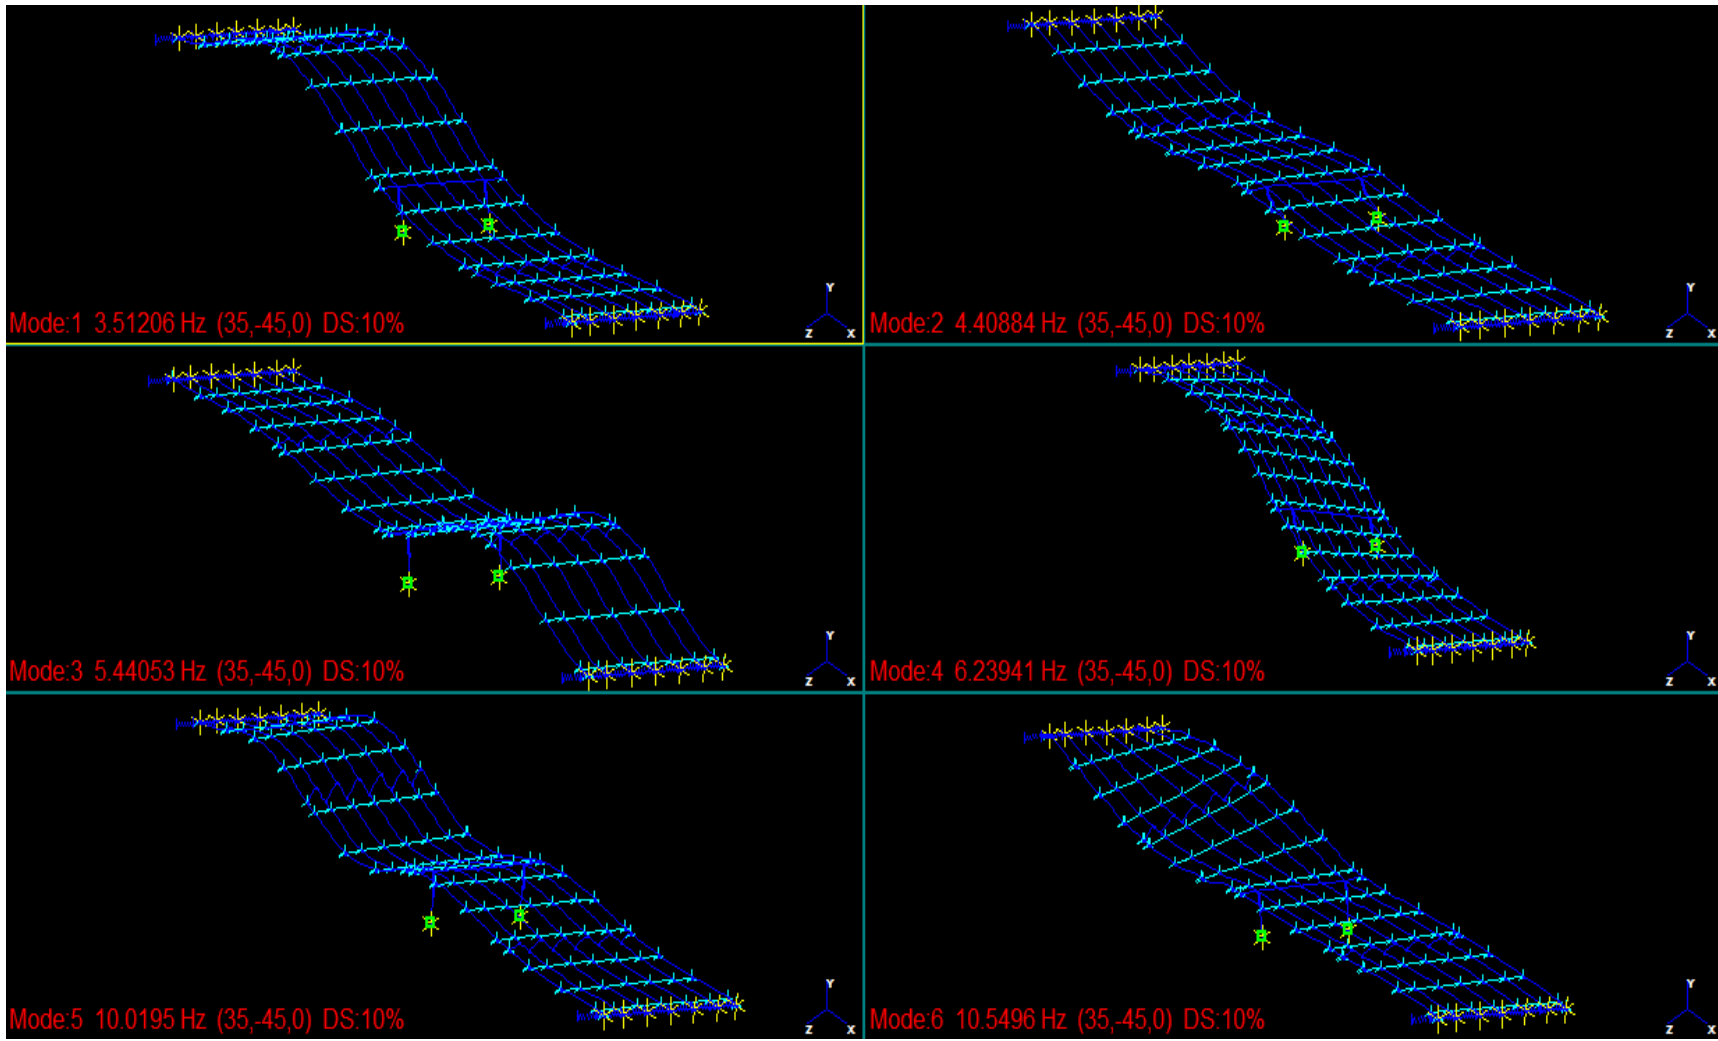 Y
Z X
Mode:1 3.51206 Hz (35,-45,0) DS:10%
Y
Z X
Mode:2 4.40884 Hz (35,-45,0) DS:10%
Y
Z X
Mode:3 5.44053 Hz (35,-45,0) DS:10%
Y
Z X
Mode:4 6.23941 Hz (35,-45,0) DS:10%
Y
Z X
Mode:5 10.0195 Hz (35,-45,0) DS:10%
Y
Z X
Mode:6 10.5496 Hz (35,-45,0) DS:10%